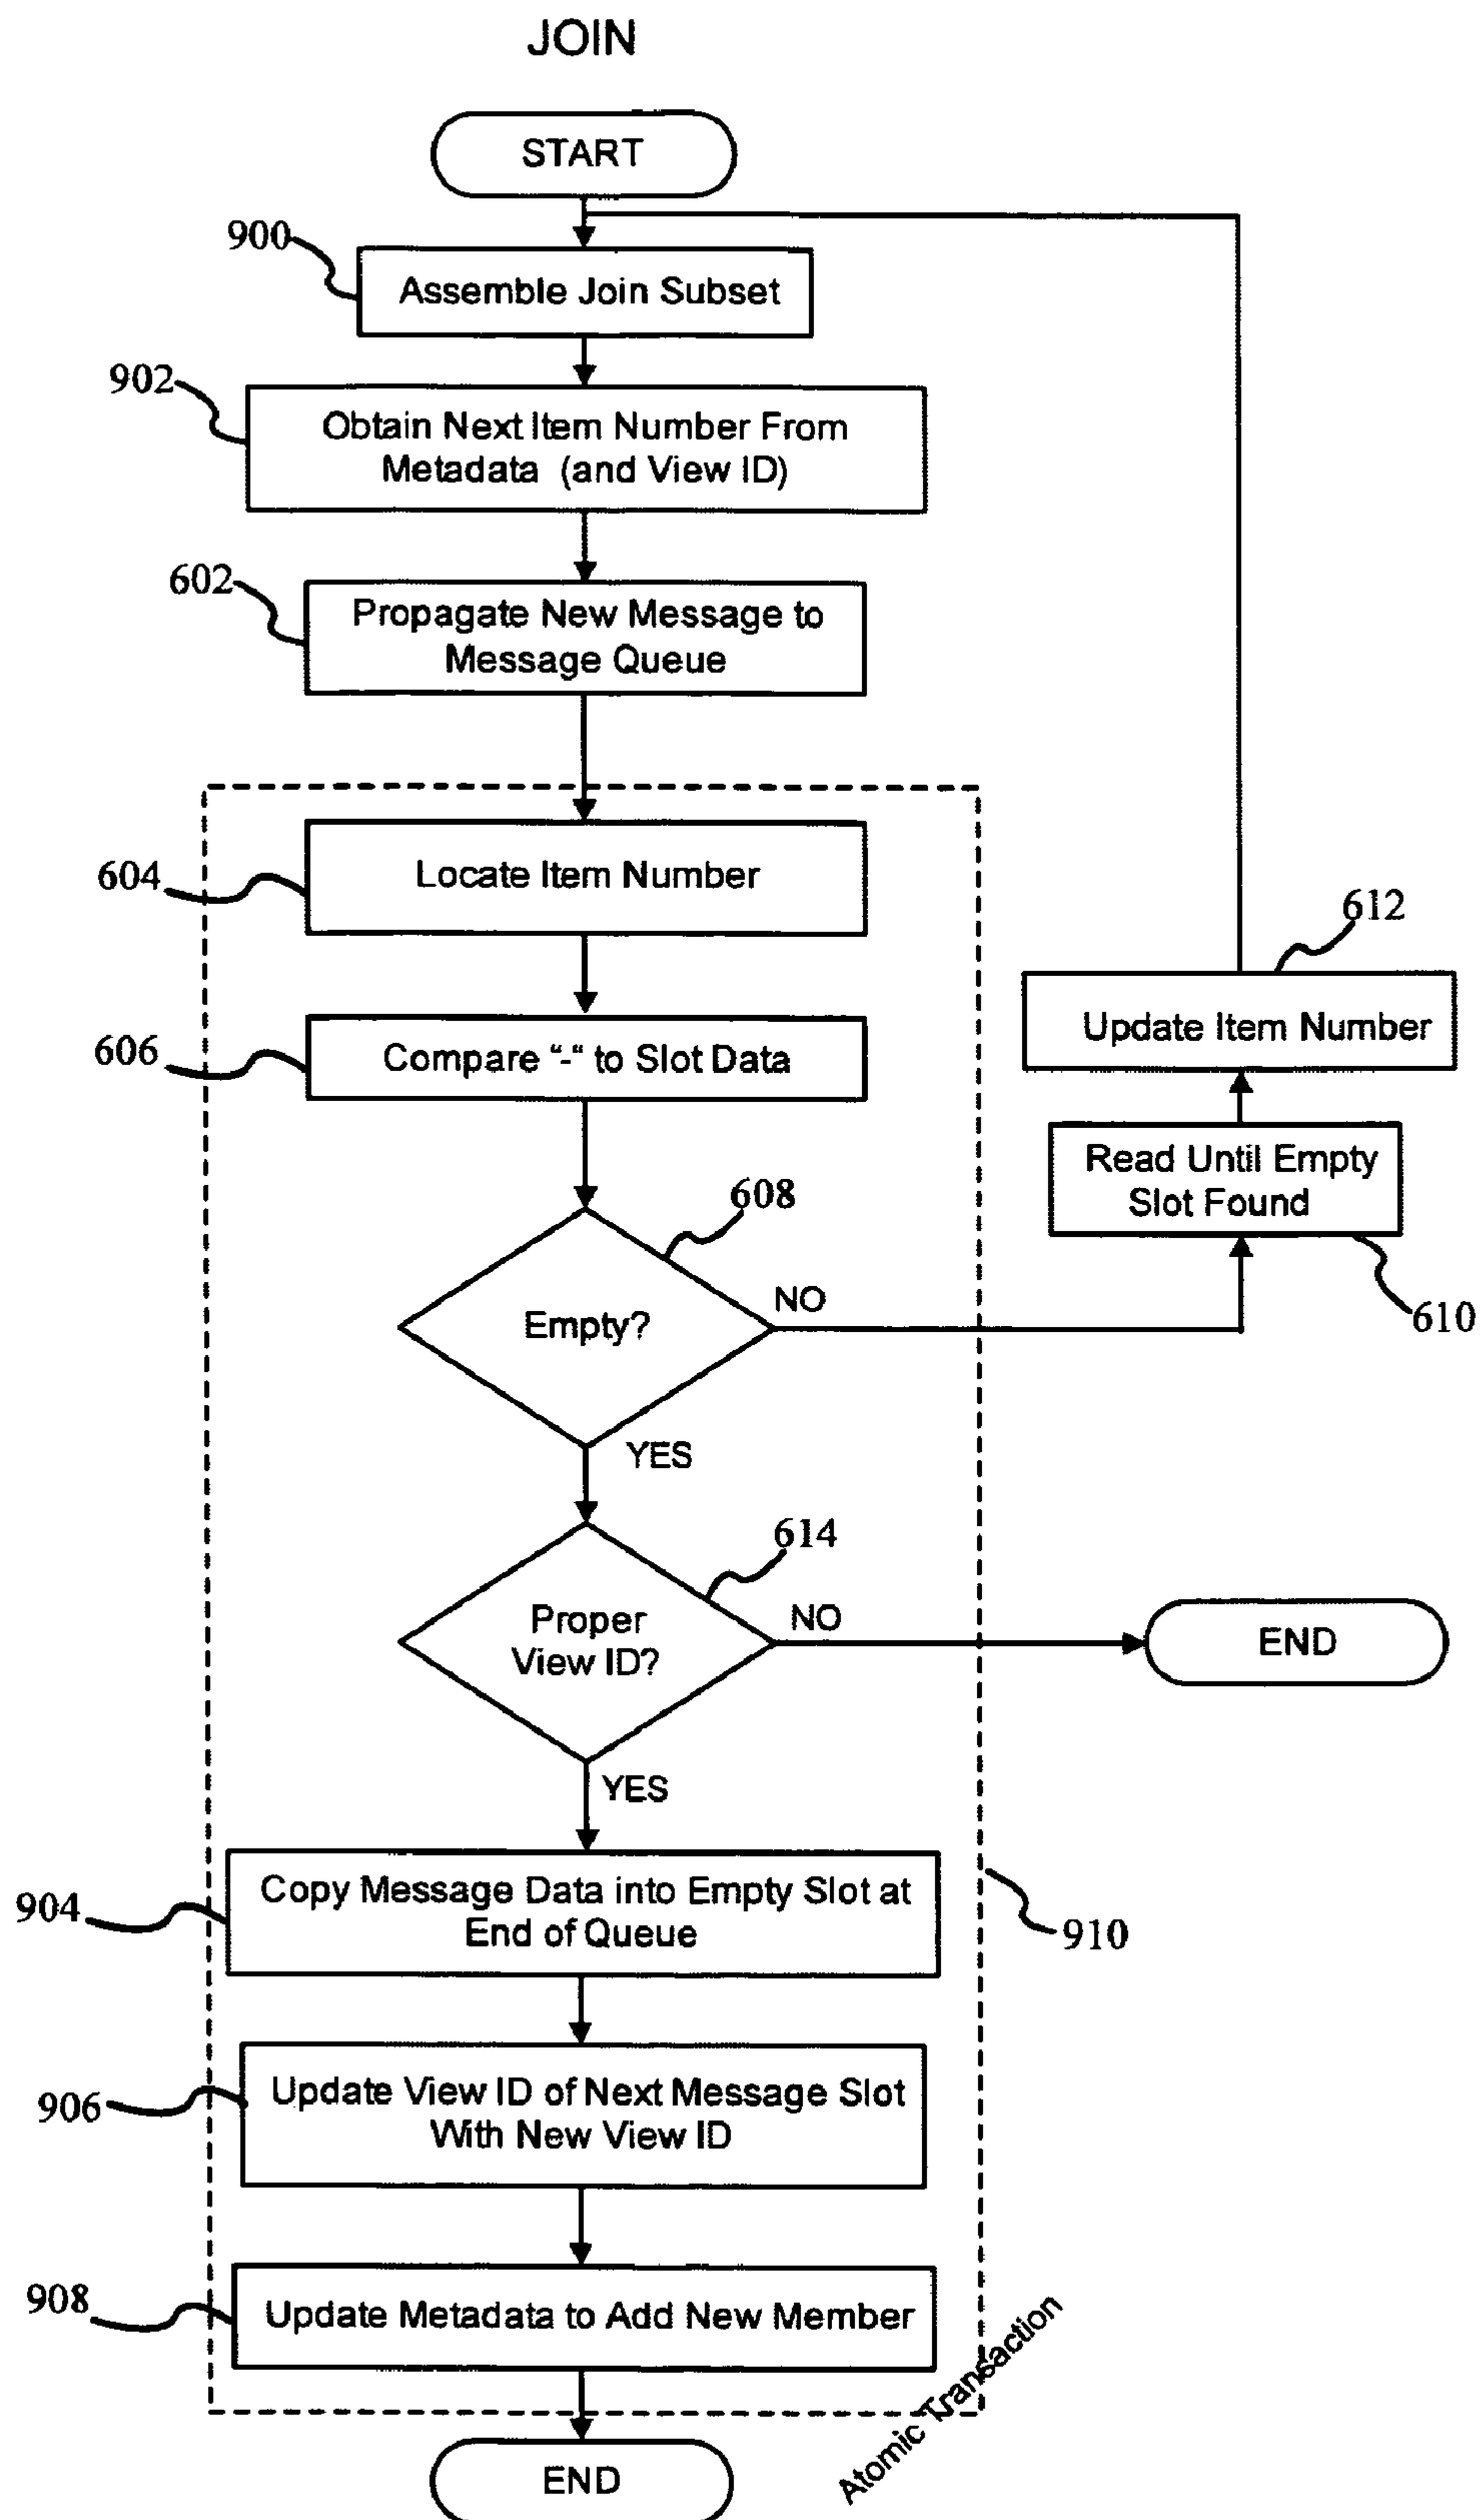 JOIN
START
900
Assemble Join Subset
902
Obtain Next Item Number From
Metadata (and View ID)
602
Propagate New Message to
Message Queue
604
Locate Item Number
612
Update Item Number
606
Compare “-“ to Slot Data
Read Until Empty
Slot Found
608
610
Empty?
NO
YES
614
Proper
View ID?
NO
END
YES
904
Copy Message Data into Empty Slot at
End of Queue
910
906
Update View ID of Next Message Slot
With New View ID
908
Update Metadata to Add New Member
Atomic Transaction
END